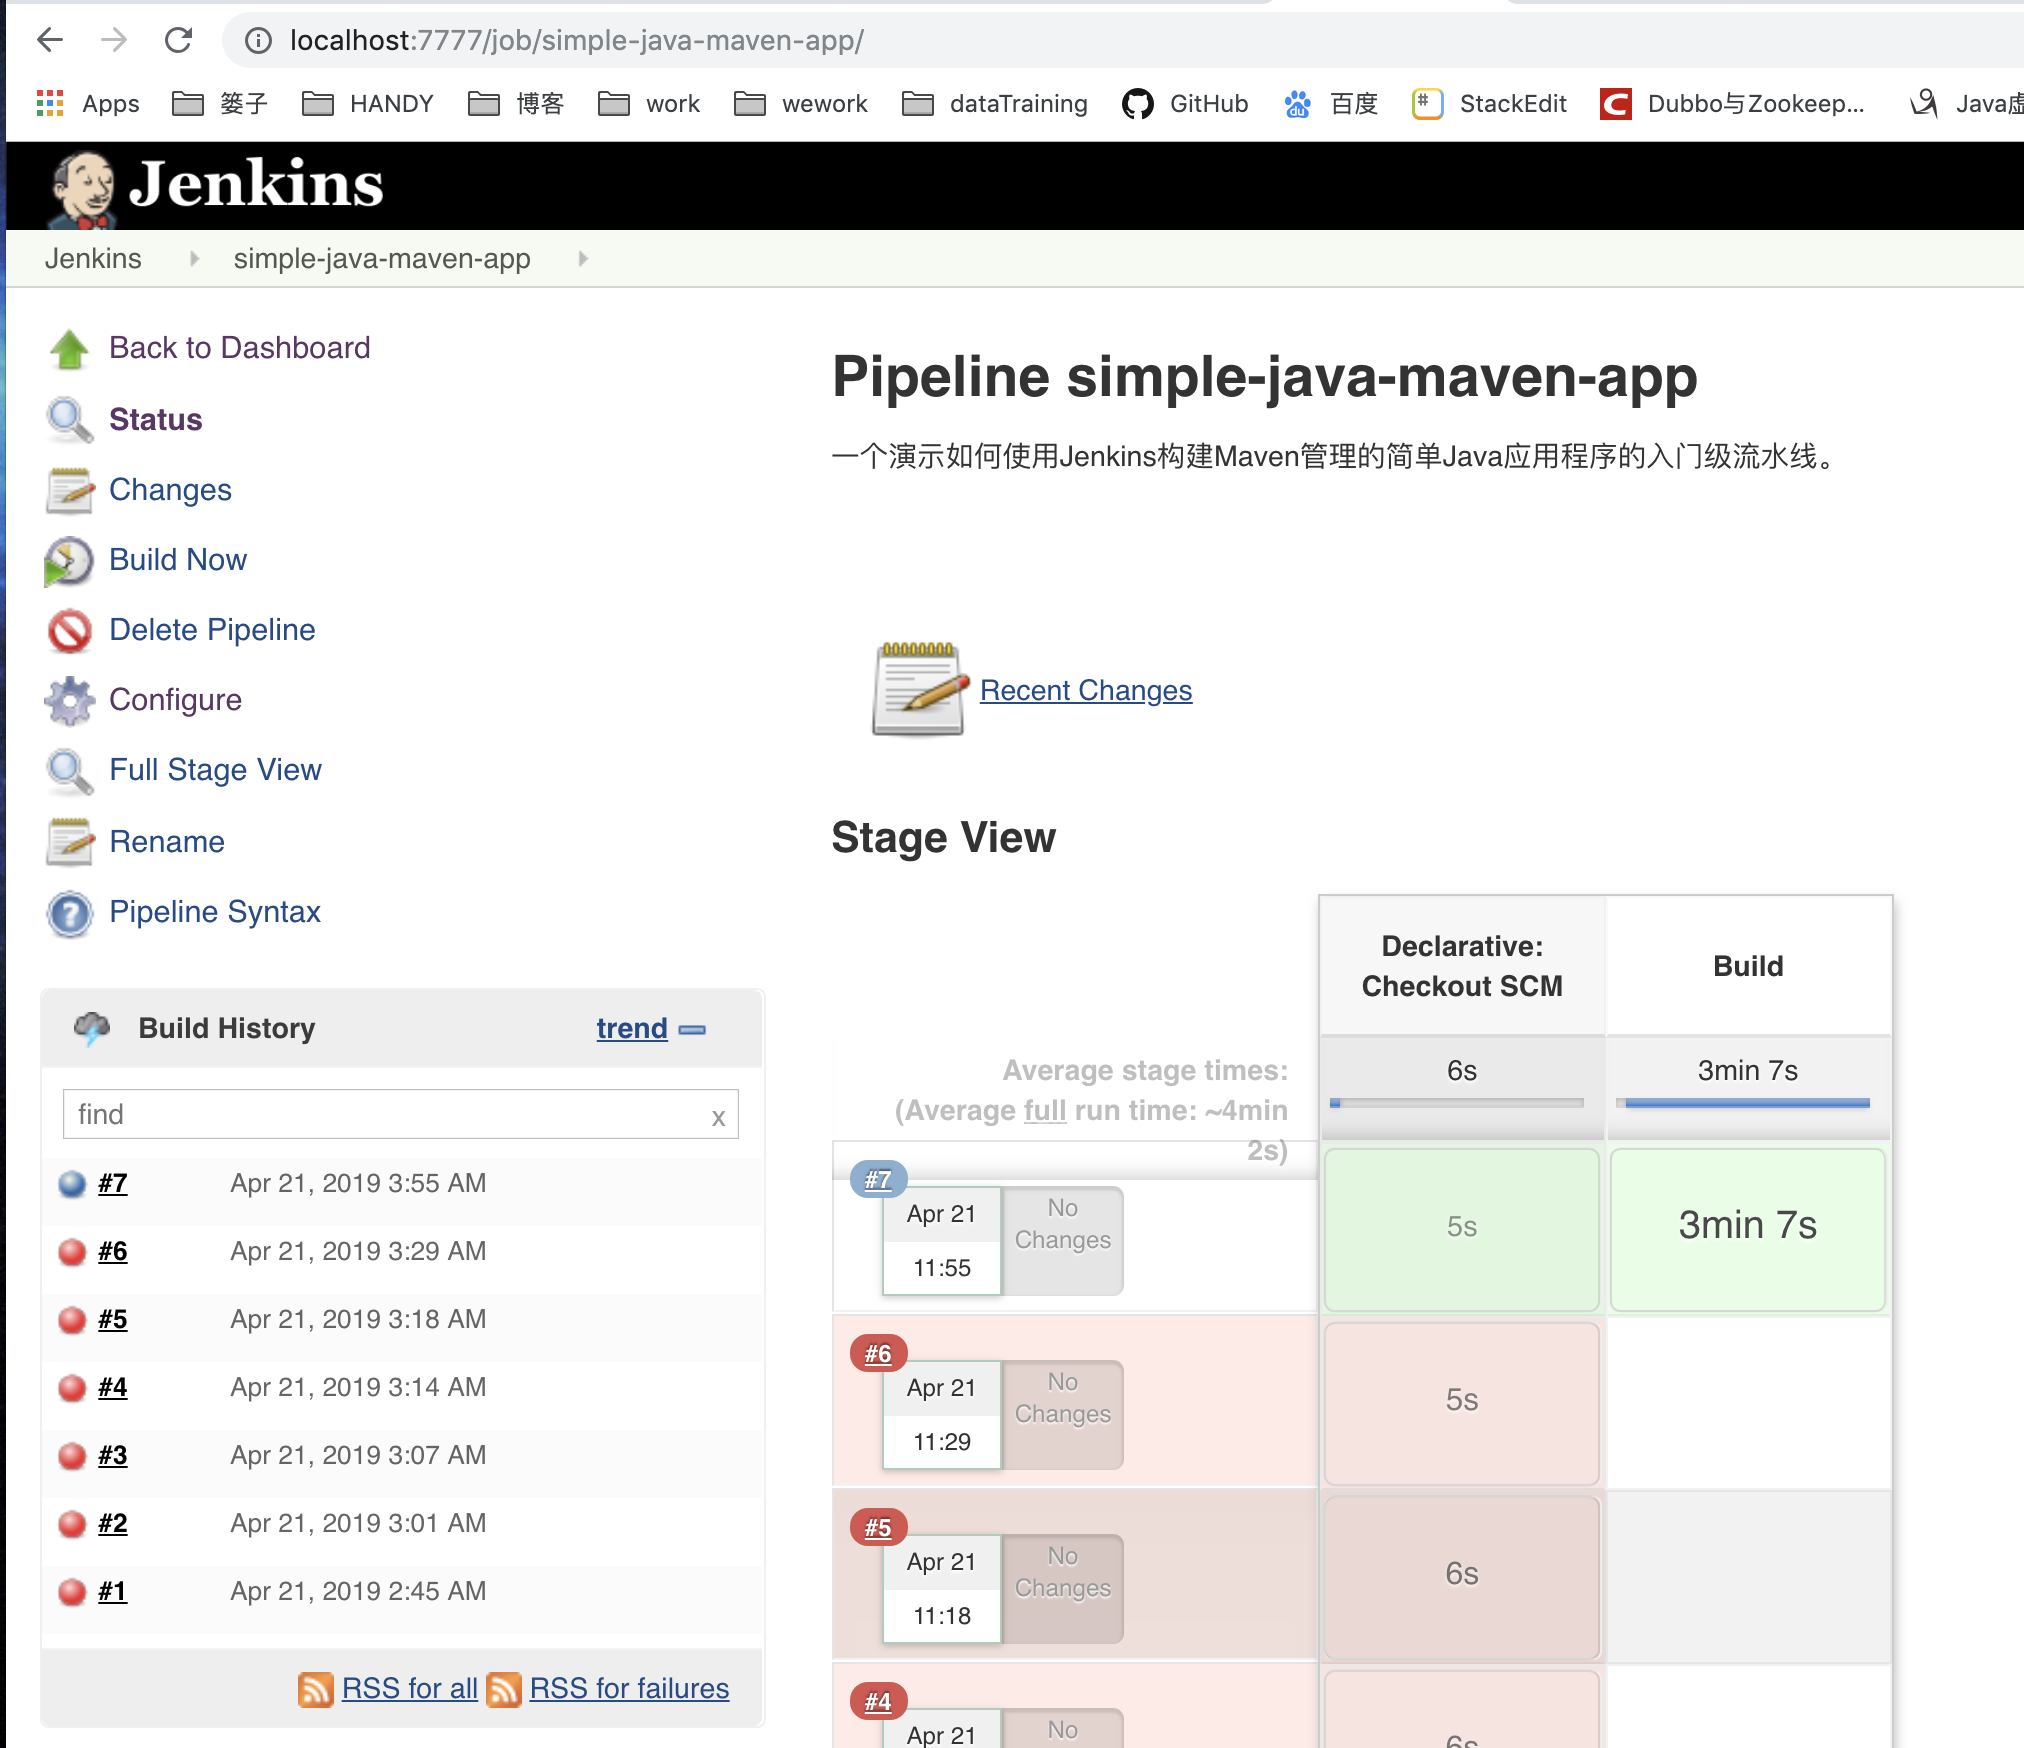 localhost:7777/job/simple-java-maven-app/
Apps 篓子 HANDY 博客 work wework dataTraining GitHub 百度 StackEdit Dubbo与Zookeep... Java虚
Jenkins
Jenkins simple-java-maven-app
Back to Dashboard
Status
Changes
Build Now
Delete Pipeline
Configure
Full Stage View
Rename
Pipeline Syntax
Build History trend
find x
#7 Apr 21, 2019 3:55 AM
#6 Apr 21, 2019 3:29 AM
#5 Apr 21, 2019 3:18 AM
#4 Apr 21, 2019 3:14 AM
#3 Apr 21, 2019 3:07 AM
#2 Apr 21, 2019 3:01 AM
#1 Apr 21, 2019 2:45 AM
RSS for all RSS for failures
Pipeline simple-java-maven-app
一个演示如何使用Jenkins构建Maven管理的简单Java应用程序的入门级流水线。
Recent Changes
Stage View
Declarative:
Checkout SCM
Build
Average stage times:
(Average full run time: ~4min
2s)
6s 3min 7s
#7
Apr 21
11:55
No
Changes
5s
3min 7s
#6
Apr 21
11:29
No
Changes
5s
#5
Apr 21
11:18
No
Changes
6s
#4
Apr 21
No
6s